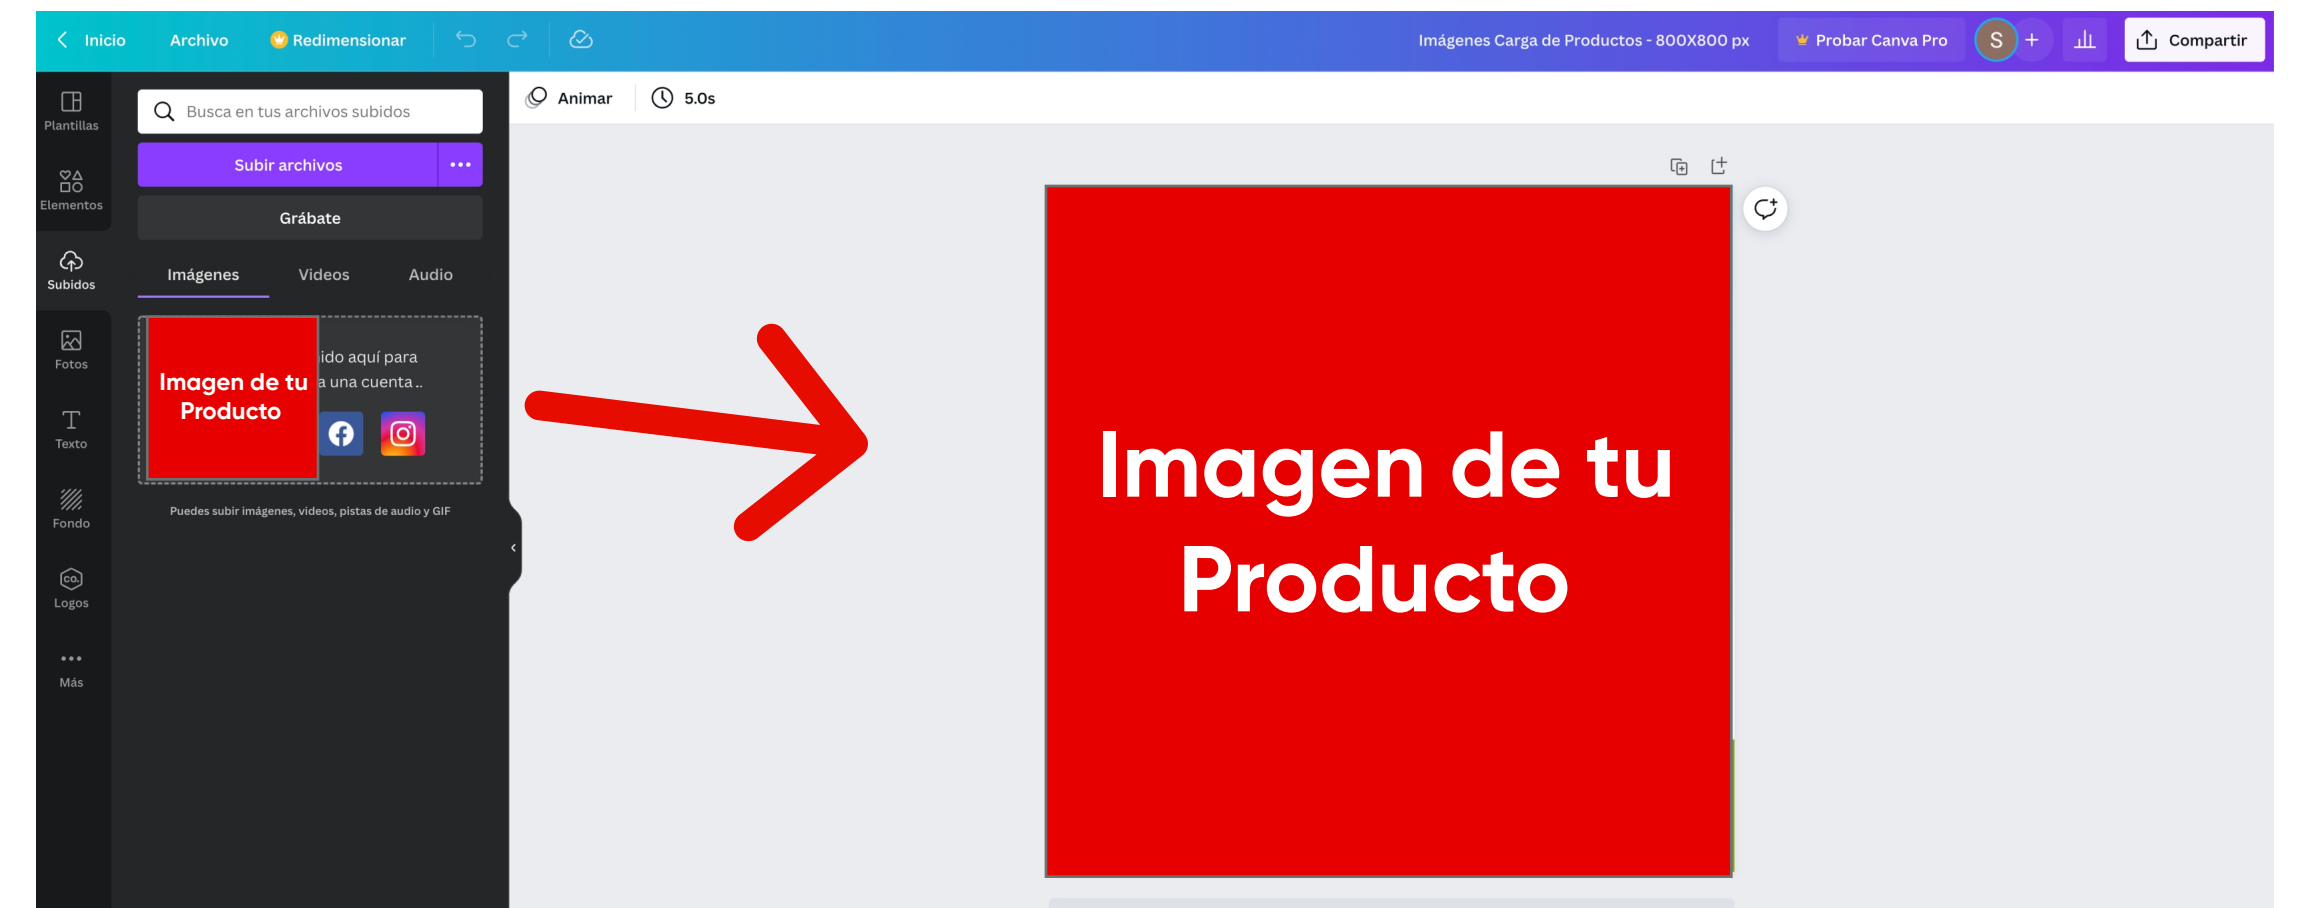 Inicio
Archivo
Redimensionar
Imágenes Carga de Productos - 800X800 px
Probar Canva Pro
S
+
Compartir
Plantillas
Elementos
Subidos
Fotos
Texto
Fondo
CO.
Logos
Más
Busca en tus archivos subidos
Subir archivos
Grábate
Imágenes
Videos
Audio
Imagen de tu
Producto
ido aquí para
a una cuenta ..
Puedes subir imágenes, videos, pistas de audio y GIF
Animar
5.0s
Imagen de tu
Producto